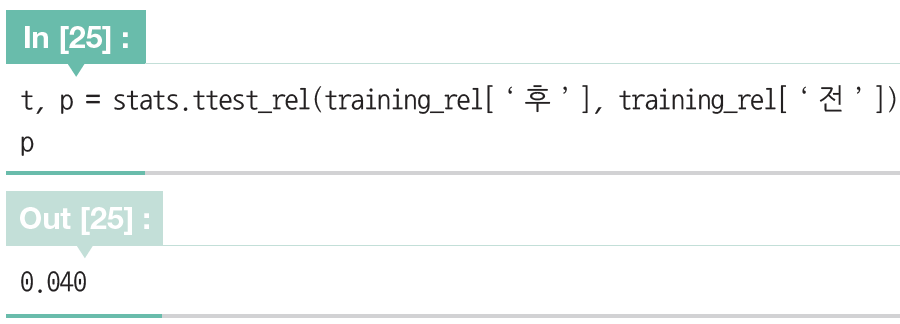 In [25] :
t, p = stats.ttest_rel(training_rel[ ‘ 후 ’ ], training_rel[ ‘ 전 ’ ])
p
Out [25] :
0.040